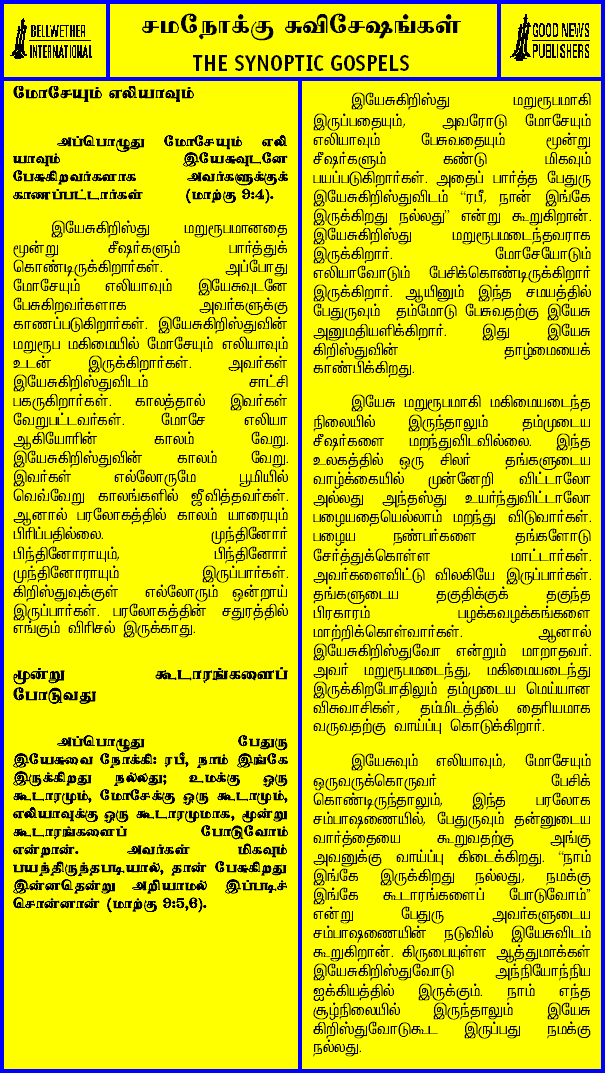 BELLWETHER
INTERNATIONAL
சமநோக்கு சுவிசேஷங்கள்
THE SYNOPTIC GOSPELS
GOOD NEWS
PUBLISHERS
மோசேயும் எலியாவும்
அப்பொழுது மோசேயும் எலி
யாவும் இயேசுவுடனே
பேசுகிறவர்களாக அவர்களுக்குக்
காணப்பட்டார்கள் (மாற்கு 9:4).
இயேசுகிறிஸ்து மறுரூபமானதை
மூன்று சீஷர்களும் பார்த்துக்
கொண்டிருக்கிறார்கள். அப்போது
மோசேயும் எலியாவும் இயேசுவுடனே
பேசுகிறவர்களாக அவர்களுக்கு
காணப்படுகிறார்கள். இயேசுகிறிஸ்துவின்
மறுரூப மகிமையில் மோசேயும் எலியாவும்
உடன் இருக்கிறார்கள். அவர்கள்
இயேசுகிறிஸ்துவிடம் சாட்சி
பகருகிறார்கள். காலத்தால் இவர்கள்
வேறுபட்டவர்கள். மோசே எலியா
ஆகியோரின் காலம் வேறு.
இயேசுகிறிஸ்துவின் காலம் வேறு.
இவர்கள் எல்லோருமே பூமியில்
வெவ்வேறு காலங்களில் ஜீவித்தவர்கள்.
ஆனால் பரலோகத்தில் காலம் யாரையும்
பிரிப்பதில்லை. முந்தினோர்
பிந்தினோராயும், பிந்தினோர்
முந்தினோராயும் இருப்பார்கள்.
கிறிஸ்துவுக்குள் எல்லோரும் ஒன்றாய்
இருப்பார்கள். பரலோகத்தின் சதுரத்தில்
எங்கும் விரிசல் இருக்காது.
மூன்று கூடாரங்களைப்
போடுவது
அப்பொழுது பேதுரு
இயேசுவை நோக்கி: ரபீ, நாம் இங்கே
இருக்கிறது நல்லது; உமக்கு ஒரு
கூடாரமும், மோசேக்கு ஒரு கூடாமும்,
எலியாவுக்கு ஒரு கூடாரமுமாக, மூன்று
கூடாரங்களைப் போடுவோம்
என்றான். அவர்கள் மிகவும்
பயந்திருந்தபடியால், தான் பேசுகிறது
இன்னதென்று அறியாமல் இப்படிச்
சொன்னான் (மாற்கு 9:5,6).
இயேசுகிறிஸ்து மறுரூபமாகி
இருப்பதையும், அவரோடு மோசேயும்
எலியாவும் பேசுவதையும் மூன்று
சீஷர்களும் கண்டு மிகவும்
பயப்படுகிறார்கள். அதைப் பார்த்த பேதுரு
இயேசுகிறிஸ்துவிடம் “ரபீ, நான் இங்கே
இருக்கிறது நல்லது” என்று கூறுகிறான்.
இயேசுகிறிஸ்து மறுரூபமடைந்தவராக
இருக்கிறார். மோசேயோடும்
எலியாவோடும் பேசிக்கொண்டிருக்கிறார்
இருக்கிறார். ஆயினும் இந்த சமயத்தில்
பேதுருவும் தம்மோடு பேசுவதற்கு இயேசு
அனுமதியளிக்கிறார். இது இயேசு
கிறிஸ்துவின் தாழ்மையைக்
காண்பிக்கிறது.
இயேசு மறுரூபமாகி மகிமையடைந்த
நிலையில் இருந்தாலும் தம்முடைய
சீஷர்களை மறந்துவிடவில்லை. இந்த
உலகத்தில் ஒரு சிலர் தங்களுடைய
வாழ்க்கையில் முன்னேறி விட்டாலோ
அல்லது அந்தஸ்து உயர்ந்துவிட்டாலோ
பழையதையெல்லாம் மறந்து விடுவார்கள்.
பழைய நண்பர்களை தங்களோடு
சேர்த்துக்கொள்ள மாட்டார்கள்.
அவர்களைவிட்டு விலகியே இருப்பார்கள்.
தங்களுடைய தகுதிக்குத் தகுந்த
பிரகாரம் பழக்கவழக்கங்களை
மாற்றிக்கொள்வார்கள். ஆனால்
இயேசுகிறிஸ்துவோ என்றும் மாறாதவர்.
அவர் மறுரூபமடைந்து, மகிமையடைந்து
இருக்கிறபோதிலும் தம்முடைய மெய்யான
விசுவாசிகள், தம்மிடத்தில் தைரியமாக
வருவதற்கு வாய்ப்பு கொடுக்கிறார்.
இயேசுவும் எலியாவும், மோசேயும்
ஒருவருக்கொருவர் பேசிக்
கொண்டிருந்தாலும், இந்த பரலோக
சம்பாஷணையில், பேதுருவும் தன்னுடைய
வார்த்தையை கூறுவதற்கு அங்கு
அவனுக்கு வாய்ப்பு கிடைக்கிறது. “நாம்
இங்கே இருக்கிறது நல்லது, நமக்கு
இங்கே கூடாரங்களைப் போடுவோம்”
என்று பேதுரு அவர்களுடைய
சம்பாஷணையின் நடுவில் இயேசுவிடம்
கூறுகிறான். கிருபையுள்ள ஆத்துமாக்கள்
இயேசுகிறிஸ்துவோடு அந்நியோந்நிய
ஐக்கியத்தில் இருக்கும். நாம் எந்த
சூழ்நிலையில் இருந்தாலும் இயேசு
கிறிஸ்துவோடுகூட இருப்பது நமக்கு
நல்லது.